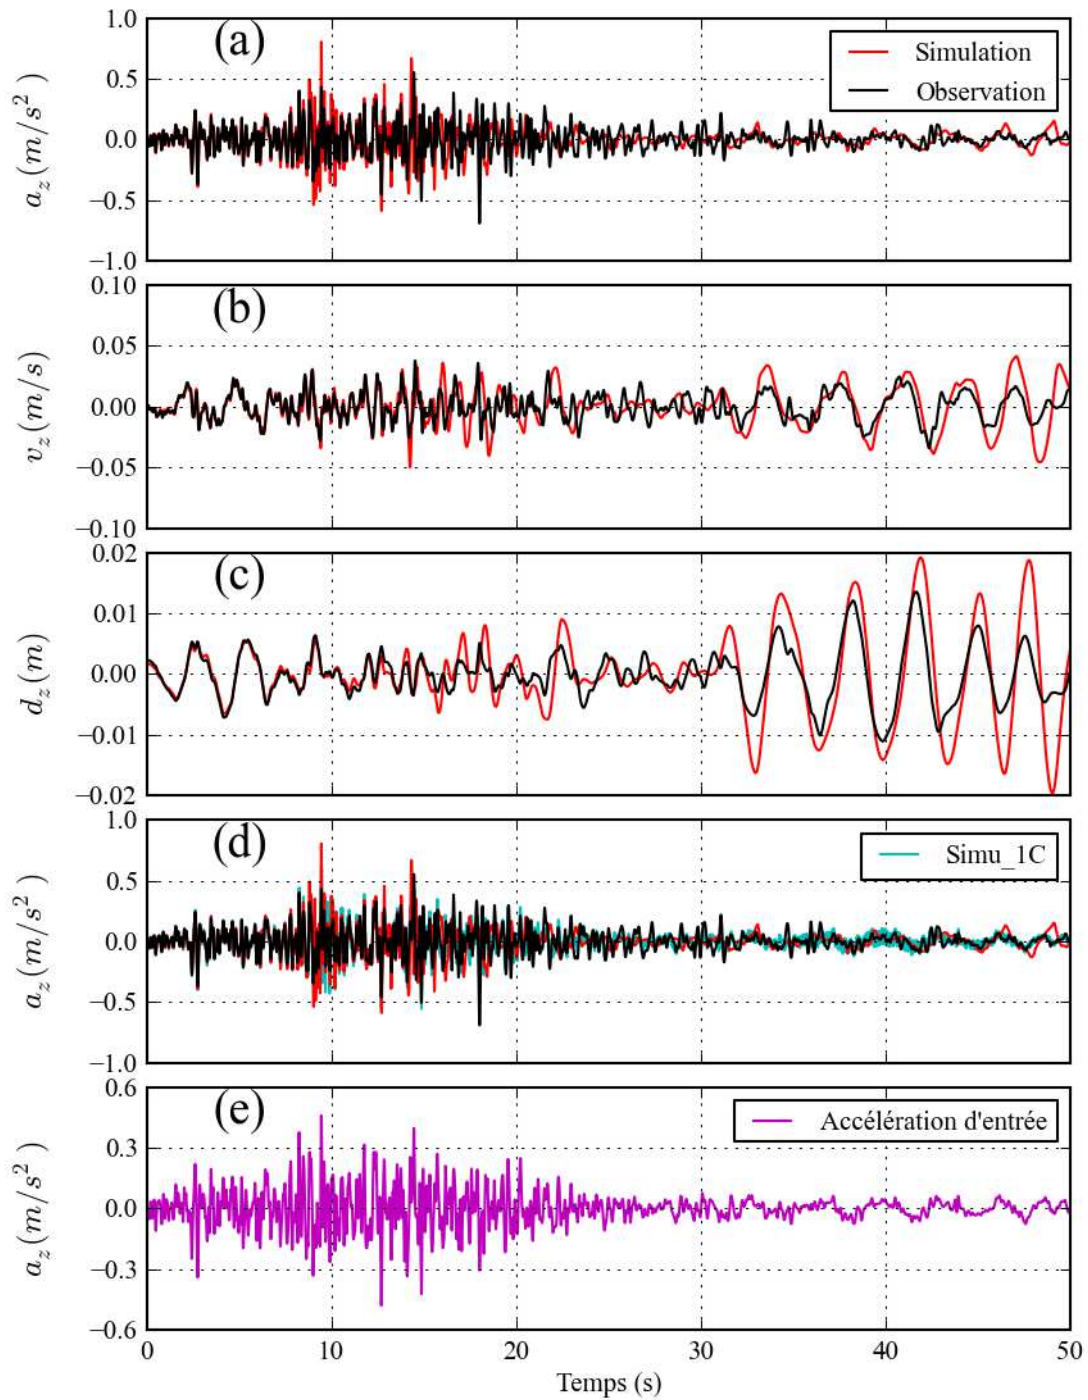 (a)
Simulation
Observation
1.0
0.5
0.0
−0.5
−1.0
a_z(m/s²)
(b)
0.10
0.05
0.00
−0.05
−0.10
v_z(m/s)
(c)
0.02
0.01
0.00
−0.01
−0.02
d_z(m)
(d)
Simu_1C
1.0
0.5
0.0
−0.5
−1.0
a_z(m/s²)
(e)
Accélération d'entrée
0.6
0.3
0.0
−0.3
−0.6
a_z(m/s²)
0 10 20 30 40 50
Temps (s)